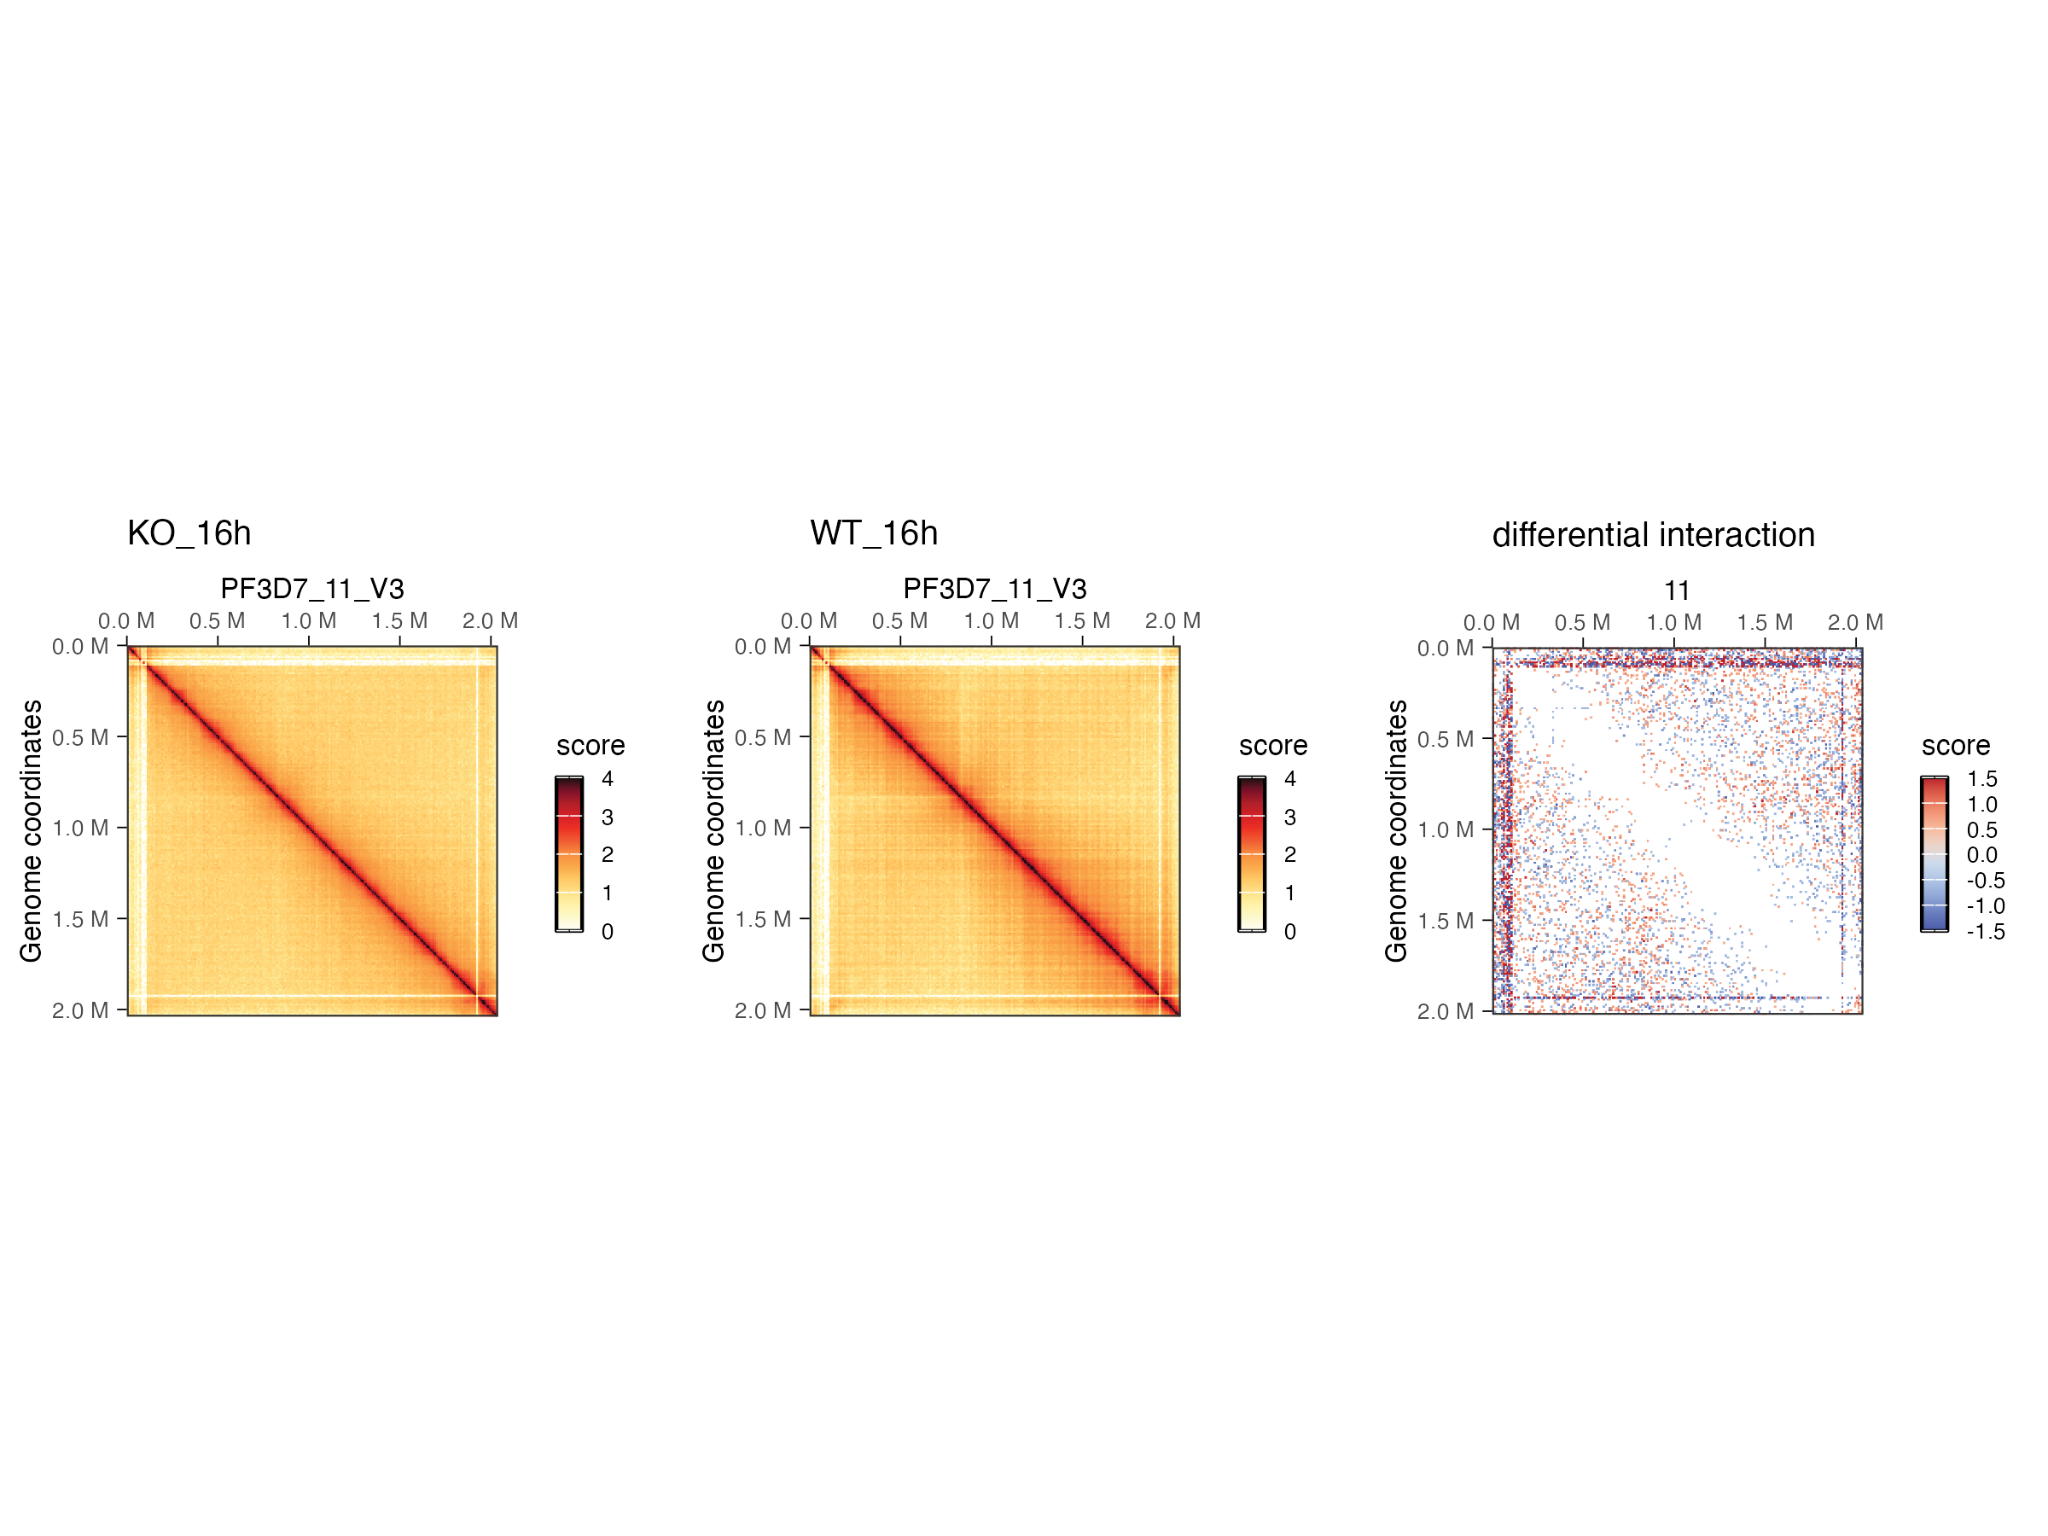 KO_16h
PF3D7_11_V3
0.0 M 0.5 M 1.0 M 1.5 M 2.0 M
Genome coordinates
0.0 M
0.5 M
1.0 M
1.5 M
2.0 M
score
4
3
2
1
0
WT_16h
PF3D7_11_V3
0.0 M 0.5 M 1.0 M 1.5 M 2.0 M
Genome coordinates
0.0 M
0.5 M
1.0 M
1.5 M
2.0 M
score
4
3
2
1
0
differential interaction
11
0.0 M 0.5 M 1.0 M 1.5 M 2.0 M
Genome coordinates
0.0 M
0.5 M
1.0 M
1.5 M
2.0 M
score
1.5
1.0
0.5
0.0
-0.5
-1.0
-1.5